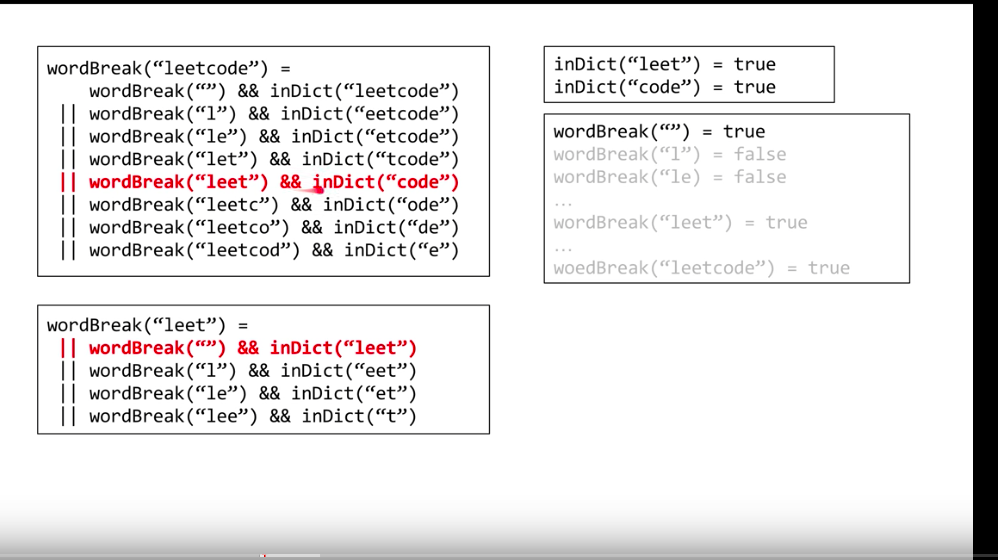 wordBreak(“leetcode”) =
wordBreak(“”) && inDict(“leetcode”)
|| wordBreak(“l”) && inDict(“eetcode”)
|| wordBreak(“le”) && inDict(“etcode”)
|| wordBreak(“let”) && inDict(“tcode”)
|| wordBreak(“leet”) && inDict(“code”)
|| wordBreak(“leetc”) && inDict(“ode”)
|| wordBreak(“leetco”) && inDict(“de”)
|| wordBreak(“leetcod”) && inDict(“e”)
wordBreak(“leet”) =
|| wordBreak(“”) && inDict(“leet”)
|| wordBreak(“l”) && inDict(“eet”)
|| wordBreak(“le”) && inDict(“et”)
|| wordBreak(“lee”) && inDict(“t”)
inDict(“leet”) = true
inDict(“code”) = true
wordBreak(“”) = true
wordBreak(“l”) = false
wordBreak(“le) = false
…
wordBreak(“leet”) = true
…
woedBreak(“leetcode”) = true